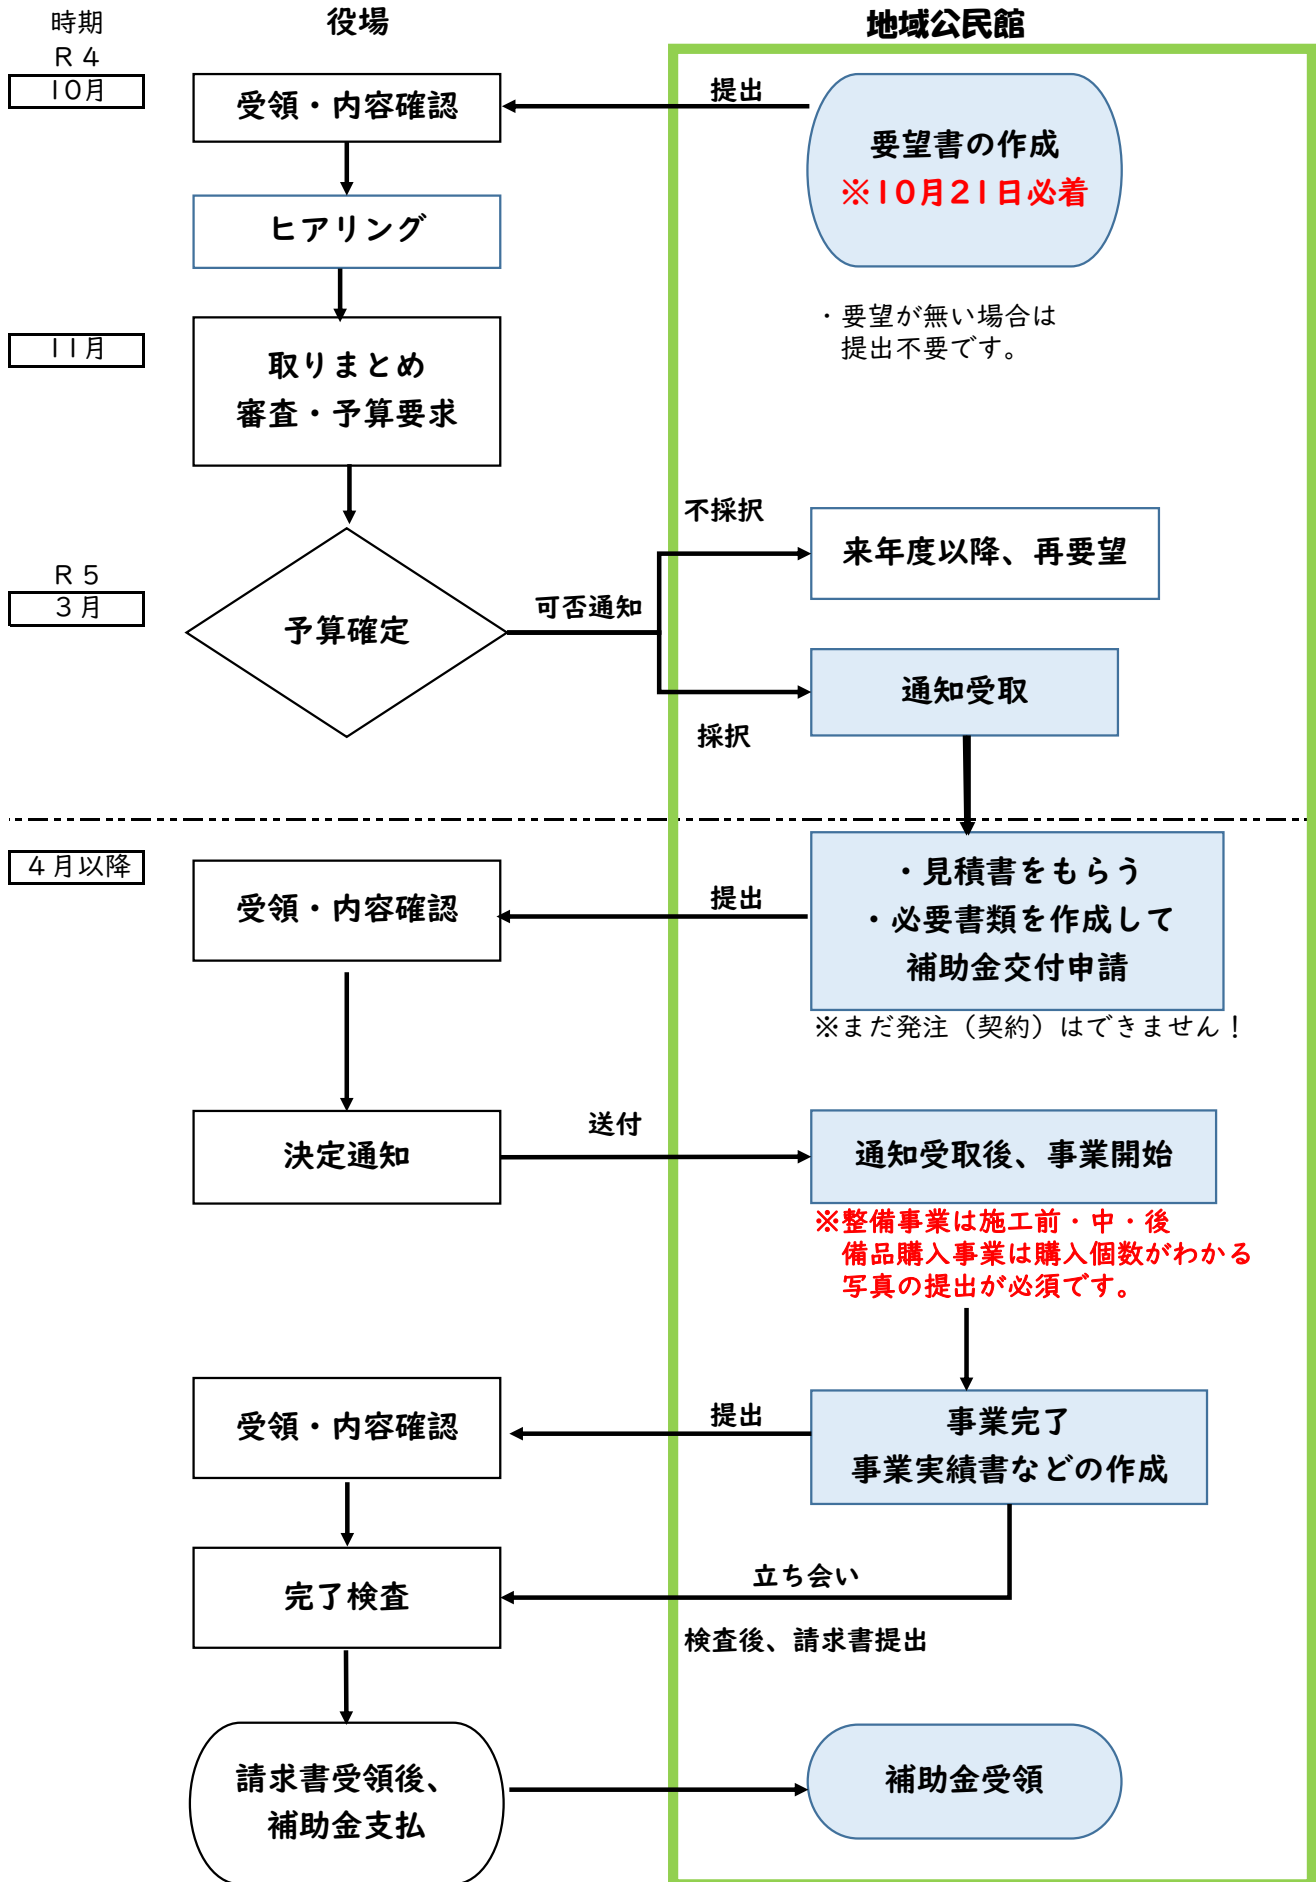 時期
役場
地域公民館
R４
10月
受領・内容確認
提出
要望書の作成
※10月21日必着
ヒアリング
・要望が無い場合は
提出不要です。
11月
取りまとめ
審査・予算要求
不採択
来年度以降、再要望
R５
３月
予算確定
可否通知
通知受取
採択
４月以降
受領・内容確認
提出
・見積書をもらう
・必要書類を作成して
補助金交付申請
※まだ発注（契約）はできません！
決定通知
送付
通知受取後、事業開始
※整備事業は施工前・中・後
備品購入事業は購入個数がわかる
写真の提出が必須です。
受領・内容確認
提出
事業完了
事業実績書などの作成
完了検査
立ち会い
検査後、請求書提出
請求書受領後、
補助金支払
補助金受領